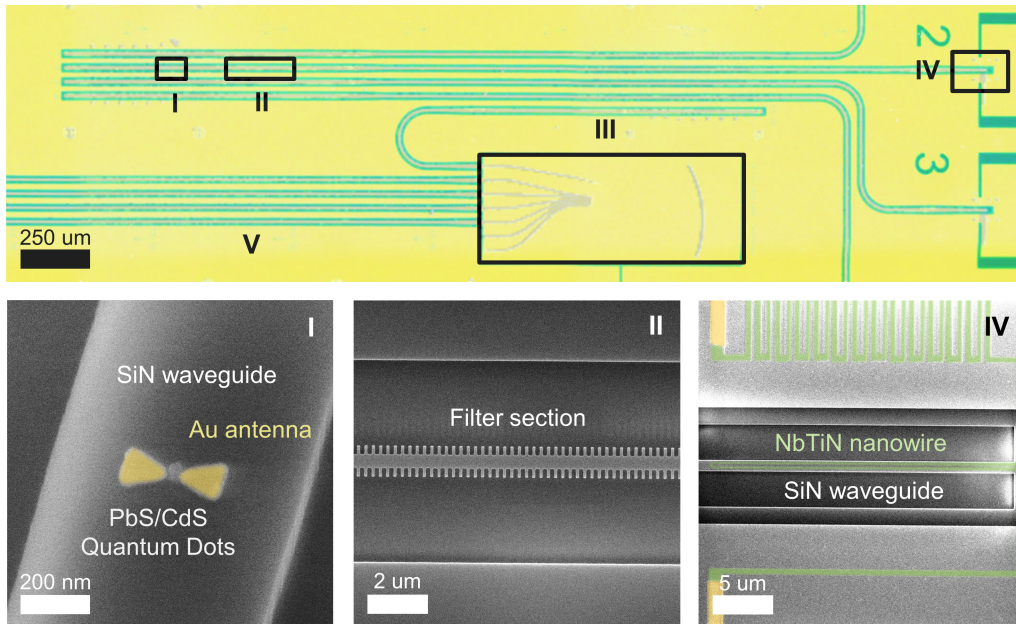 2
I
II
III
IV
3
V
250 um
I
SiN waveguide
Au antenna
PbS/CdS
Quantum Dots
200 nm
II
Filter section
2 um
IV
NbTiN nanowire
SiN waveguide
5 um